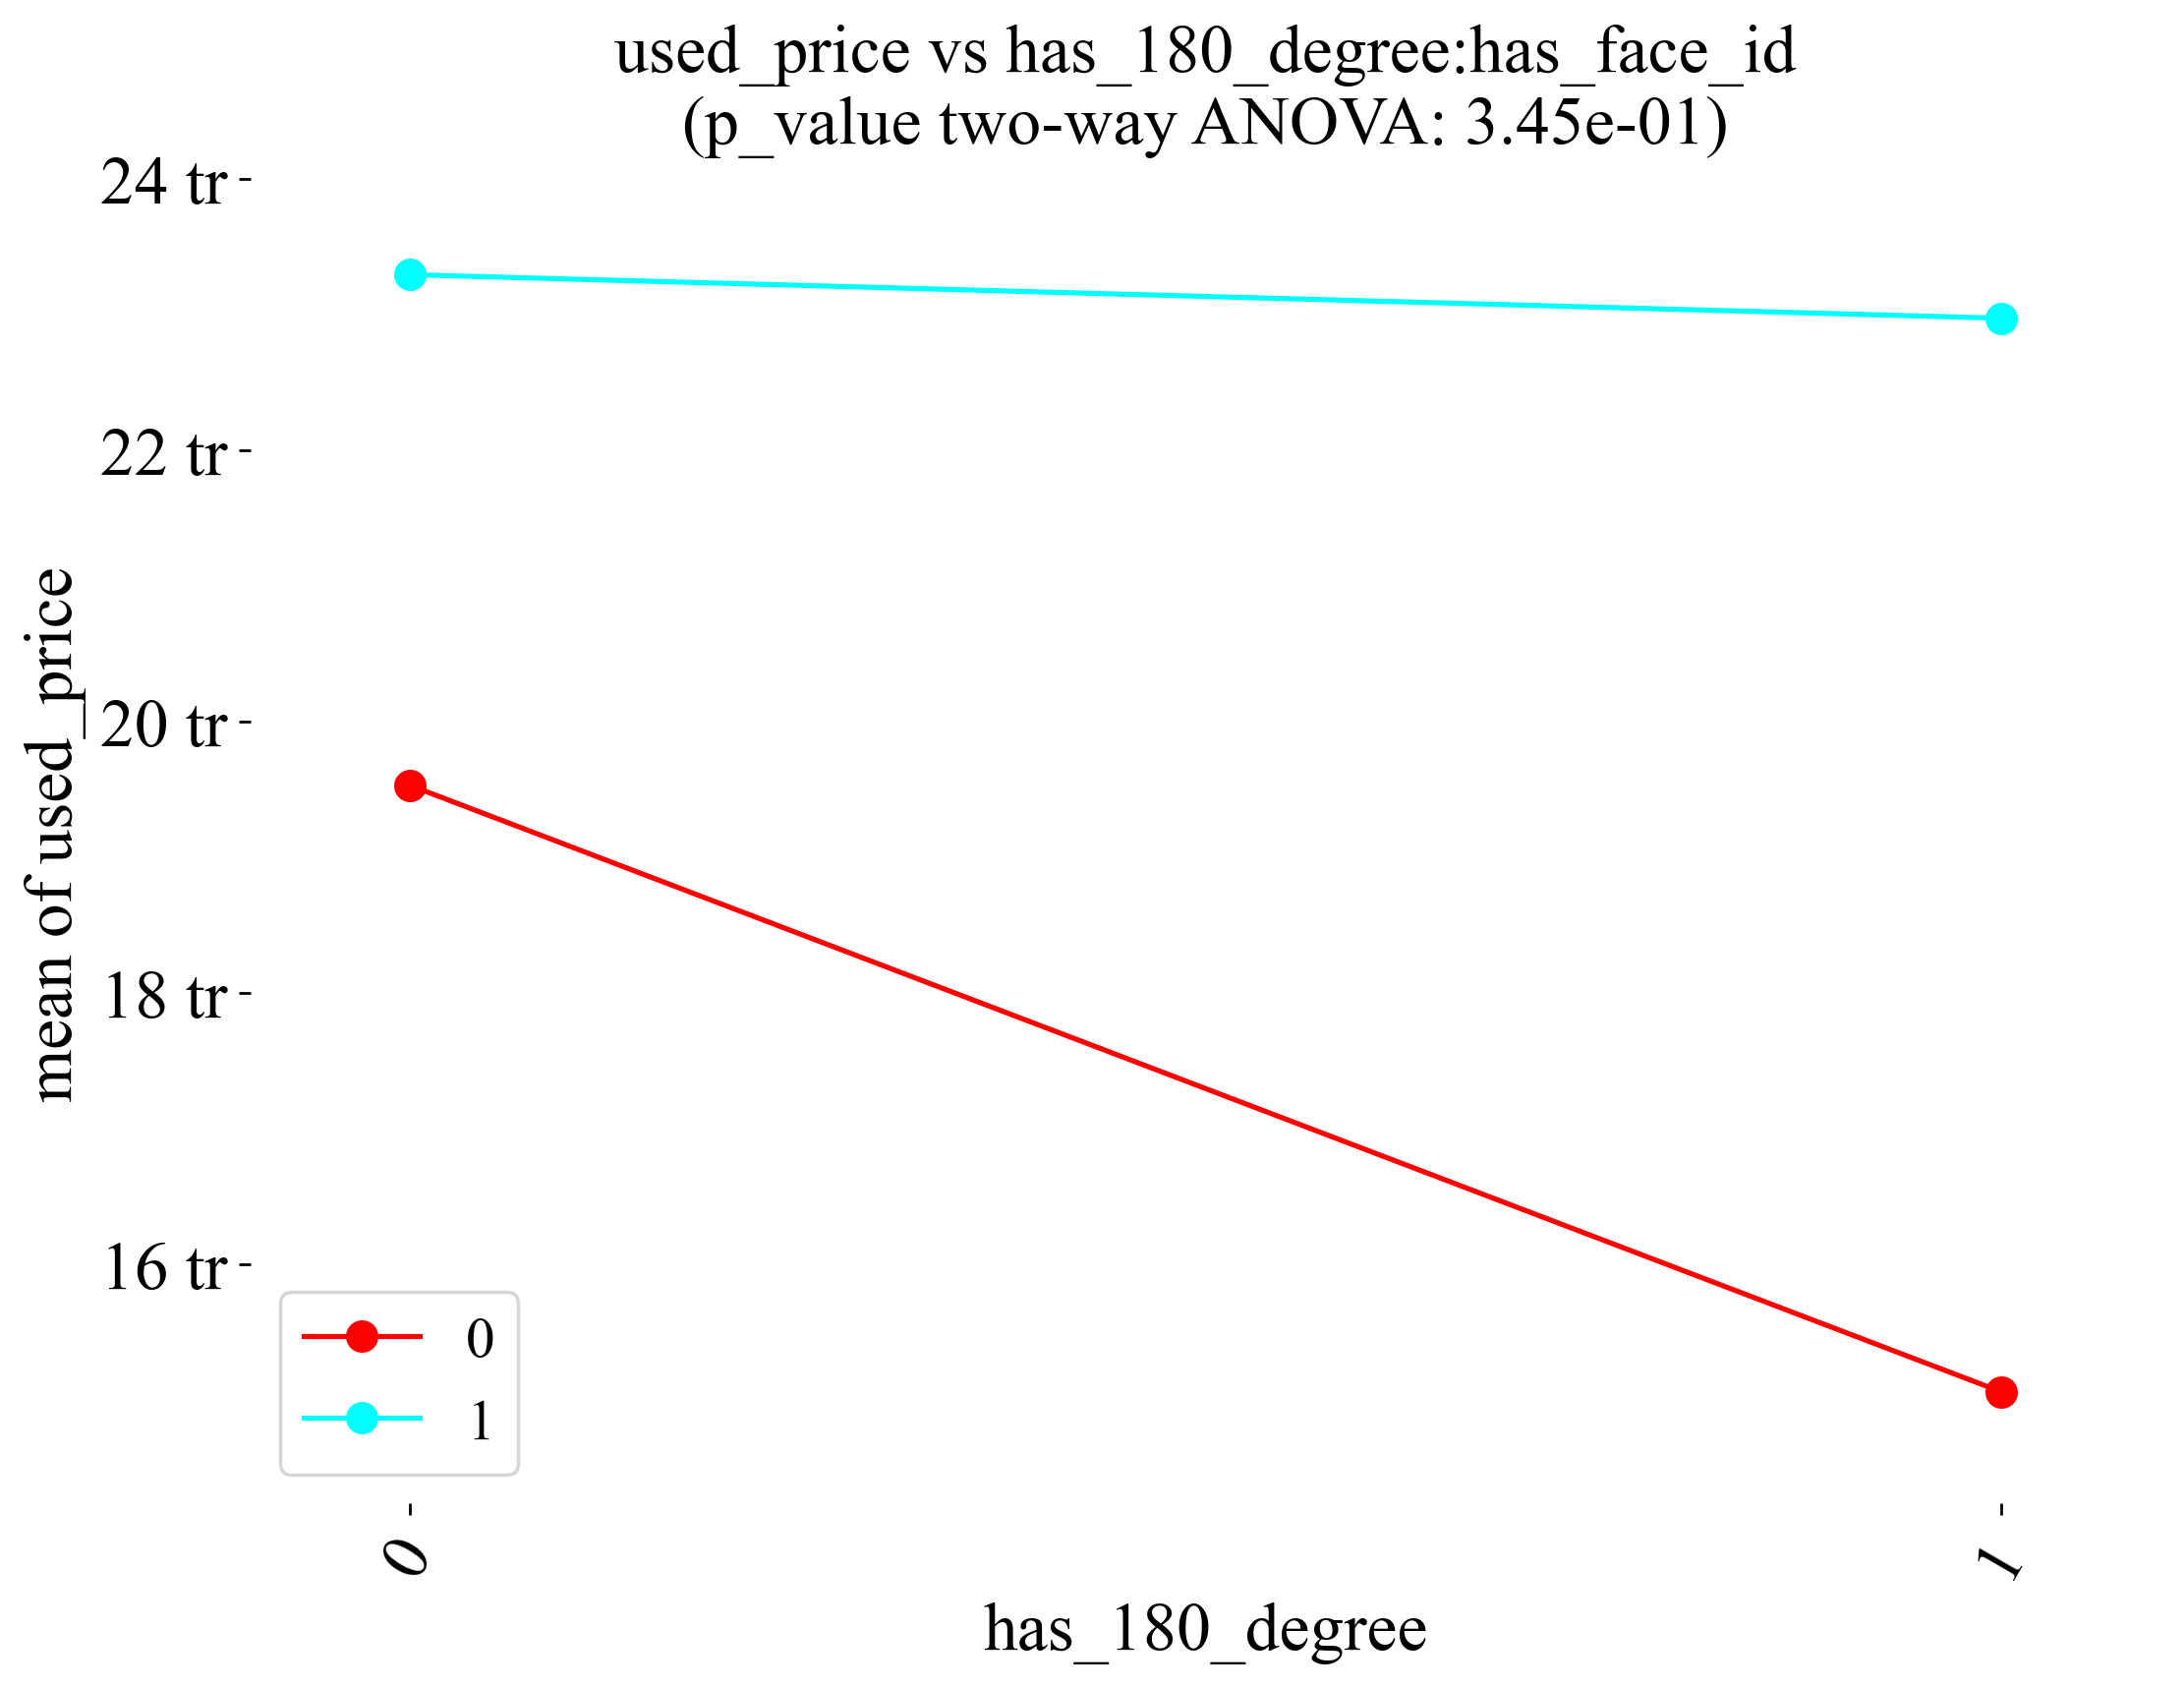 used_price vs has_180_degree:has_face_id
(p_value two-way ANOVA: 3.45e-01)
24 tr
22 tr
20 tr
18 tr
16 tr
mean of used_price
0
1
0
1
has_180_degree